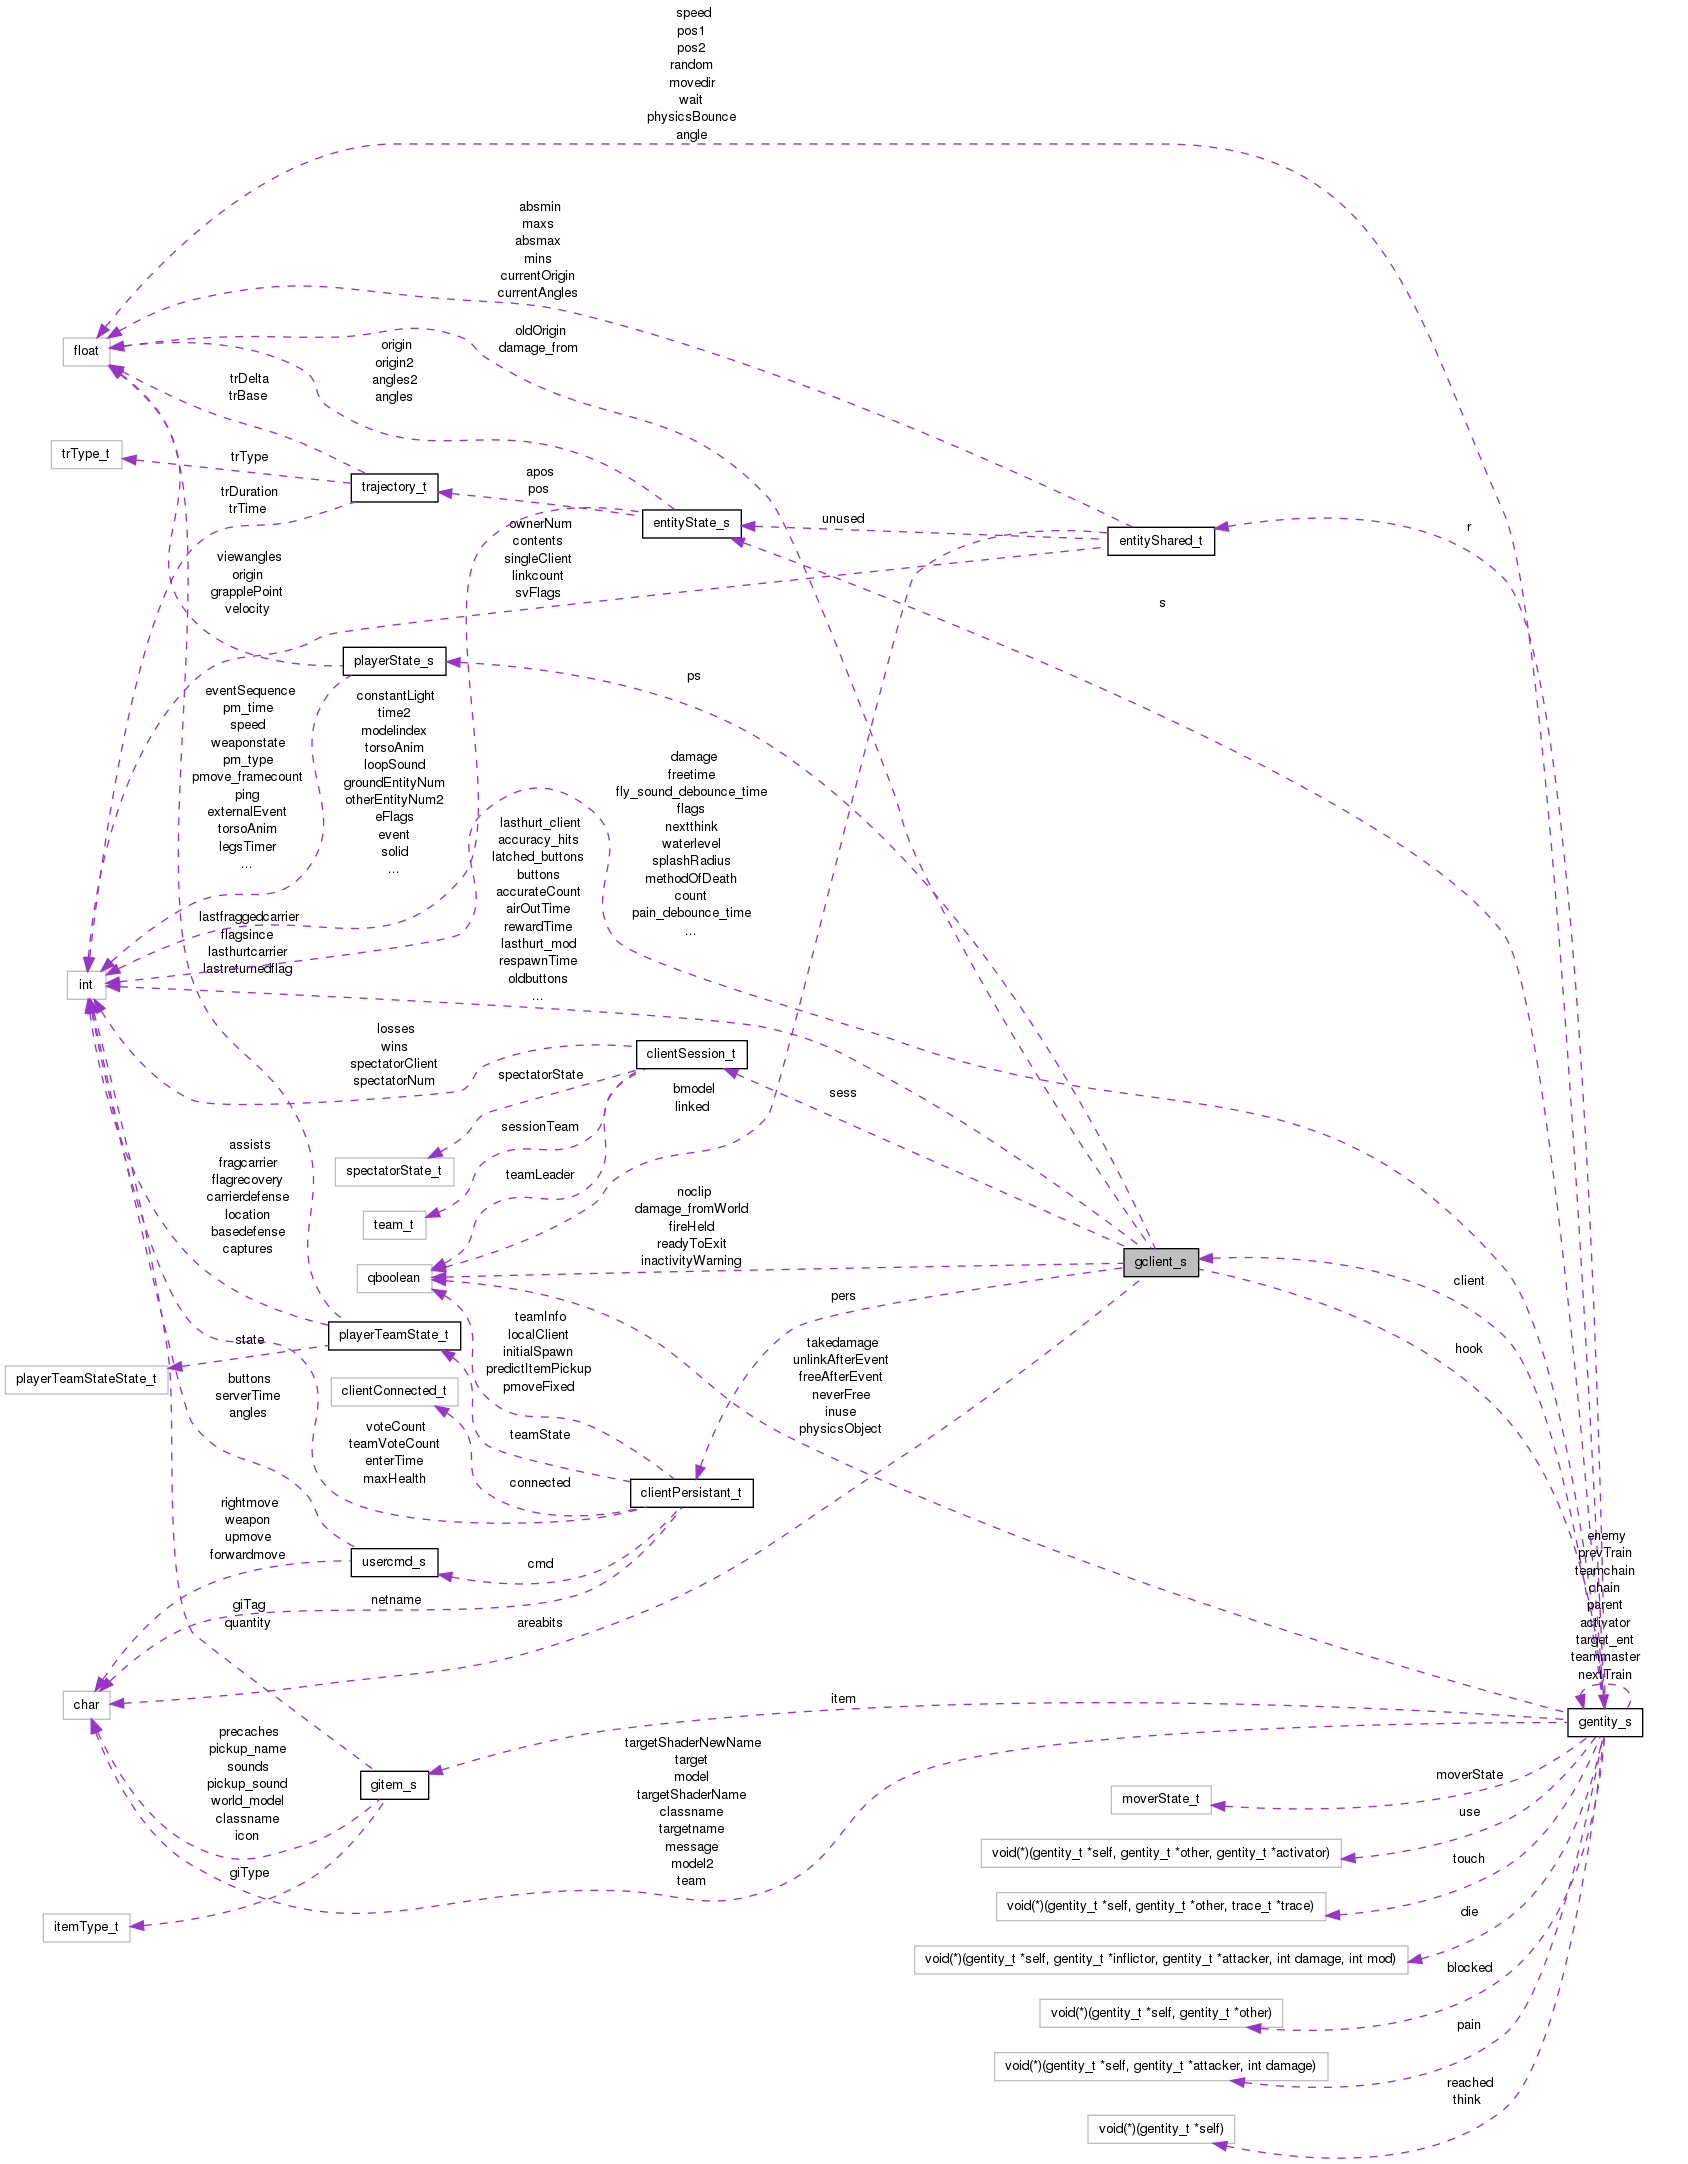 speed
pos1
pos2
random
movedir
wait
physicsBounce
angle
absmin
maxs
absmax
mins
currentOrigin
currentAngles
oldOrigin
damage_from
float
origin
origin2
angles2
angles
trDelta
trBase
trType_t
trType
trajectory_t
apos
pos
trDuration
trTime
entityState_s
unused
entityShared_t
r
ownerNum
contents
singleClient
linkcount
svFlags
s
viewangles
origin
grapplePoint
velocity
playerState_s
ps
eventSequence
pm_time
speed
weaponstate
pm_type
pmove_framecount
ping
externalEvent
torsoAnim
legsTimer
...
constantLight
time2
modelindex
torsoAnim
loopSound
groundEntityNum
otherEntityNum2
eFlags
event
solid
...
damage
freetime
fly_sound_debounce_time
flags
nextthink
waterlevel
splashRadius
methodOfDeath
count
pain_debounce_time
...
lasthurt_client
accuracy_hits
latched_buttons
buttons
accurateCount
airOutTime
rewardTime
lasthurt_mod
respawnTime
oldbuttons
...
lastfraggedcarrier
flagsince
lasthurtcarrier
lastreturnedflag
int
losses
wins
spectatorClient
spectatorNum
clientSession_t
spectatorState
bmodel
linked
sess
sessionTeam
spectatorState_t
teamLeader
team_t
assists
fragcarrier
flagrecovery
carrierdefense
location
basedefense
captures
noclip
damage_fromWorld
fireHeld
readyToExit
inactivityWarning
qboolean
gclient_s
client
pers
hook
teamInfo
localClient
initialSpawn
predictItemPickup
pmoveFixed
playerTeamState_t
state
playerTeamStateState_t
clientConnected_t
buttons
serverTime
angles
takedamage
unlinkAfterEvent
freeAfterEvent
neverFree
inuse
physicsObject
voteCount
teamVoteCount
enterTime
maxHealth
teamState
connected
clientPersistant_t
rightmove
weapon
upmove
forwardmove
usercmd_s
cmd
netname
giTag
quantity
areabits
enemy
prevTrain
teamchain
chain
parent
activator
target_ent
teammaster
nextTrain
char
item
gentity_s
precaches
pickup_name
sounds
pickup_sound
world_model
classname
icon
gitem_s
targetShaderNewName
target
model
targetShaderName
classname
targetname
message
model2
team
giType
itemType_t
moverState
moverState_t
use
void(*)(gentity_t *self, gentity_t *other, gentity_t *activator)
touch
void(*)(gentity_t *self, gentity_t *other, trace_t *trace)
die
void(*)(gentity_t *self, gentity_t *inflictor, gentity_t *attacker, int damage, int mod)
blocked
void(*)(gentity_t *self, gentity_t *other)
pain
void(*)(gentity_t *self, gentity_t *attacker, int damage)
reached
think
void(*)(gentity_t *self)